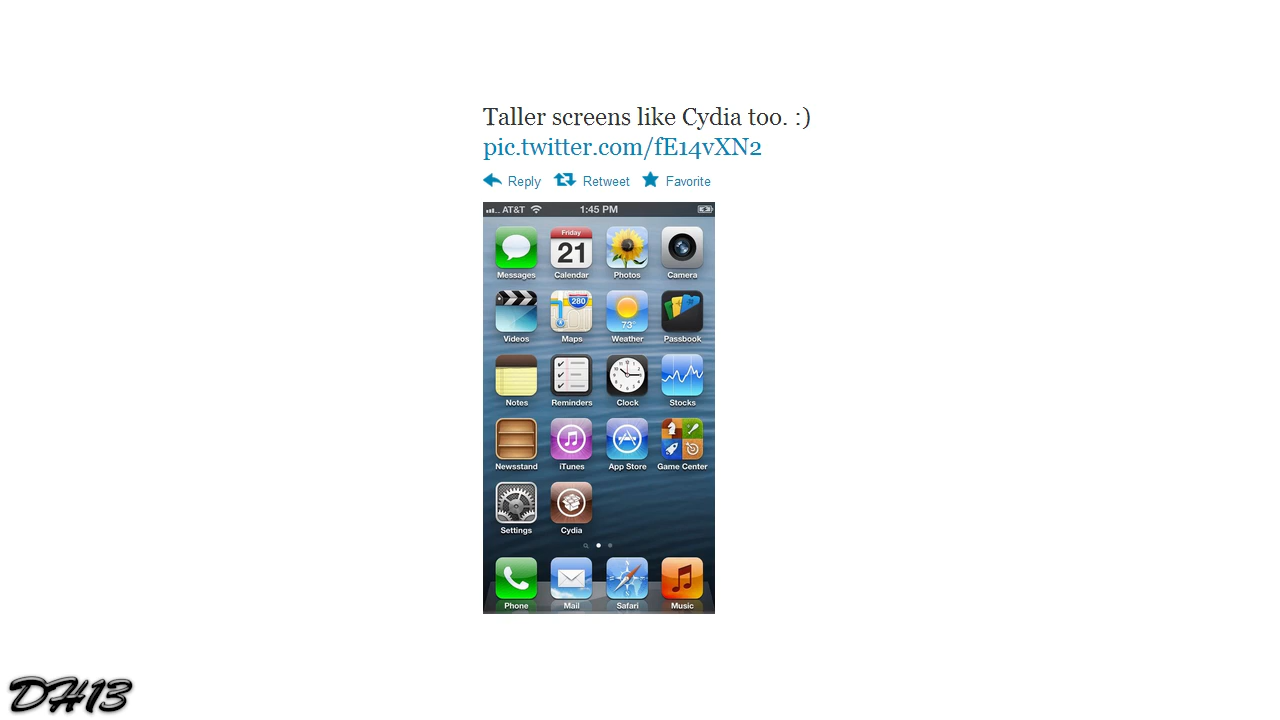 Taller screens like Cydia too. :)
pic.twitter.com/fE14vXN2
Reply Retweet Favorite
AT&T 1:45 PM
Friday
21 280
Messages Calendar Photos Camera
73°
Videos Maps Weather Passbook
Notes Reminders Clock Stocks
Newsstand iTunes App Store Game Center
Settings Cydia
Phone Mail Safari Music
DH13